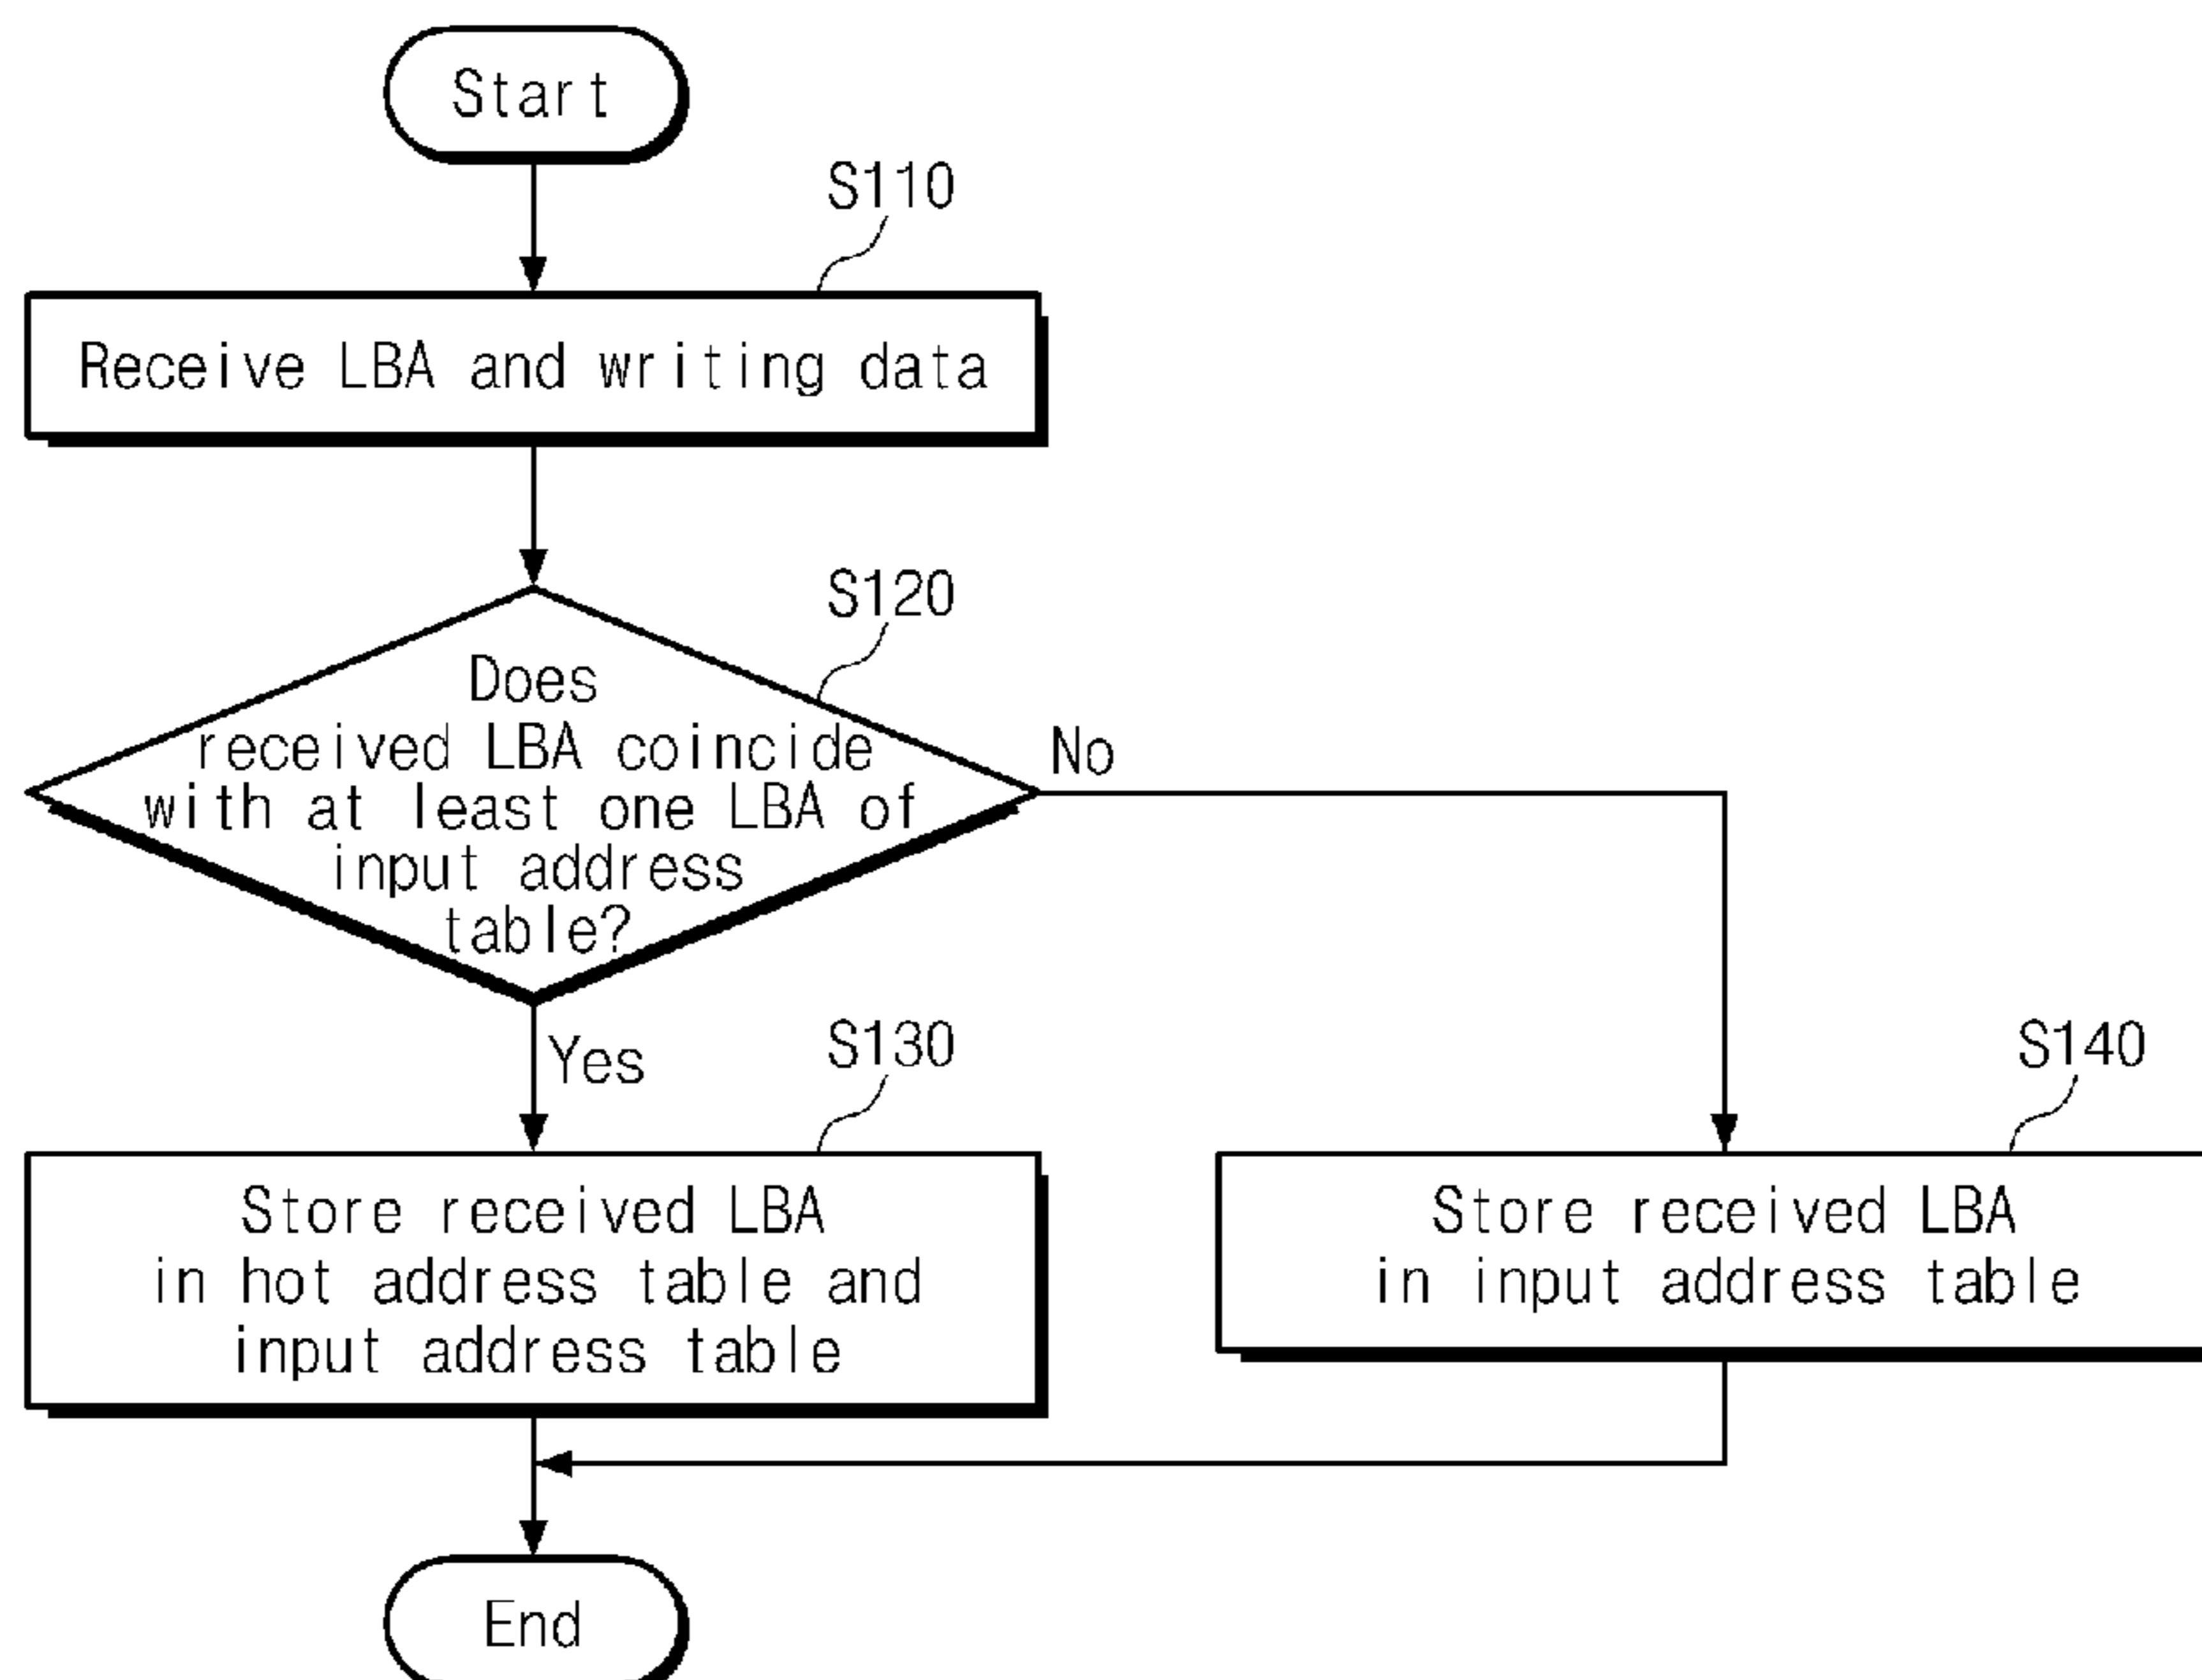 Start
S110
Receive LBA and writing data
S120
Does
received LBA coincide
with at least one LBA of
input address
table?
No
Yes
S130
Store received LBA
in hot address table and
input address table
S140
Store received LBA
in input address table
End